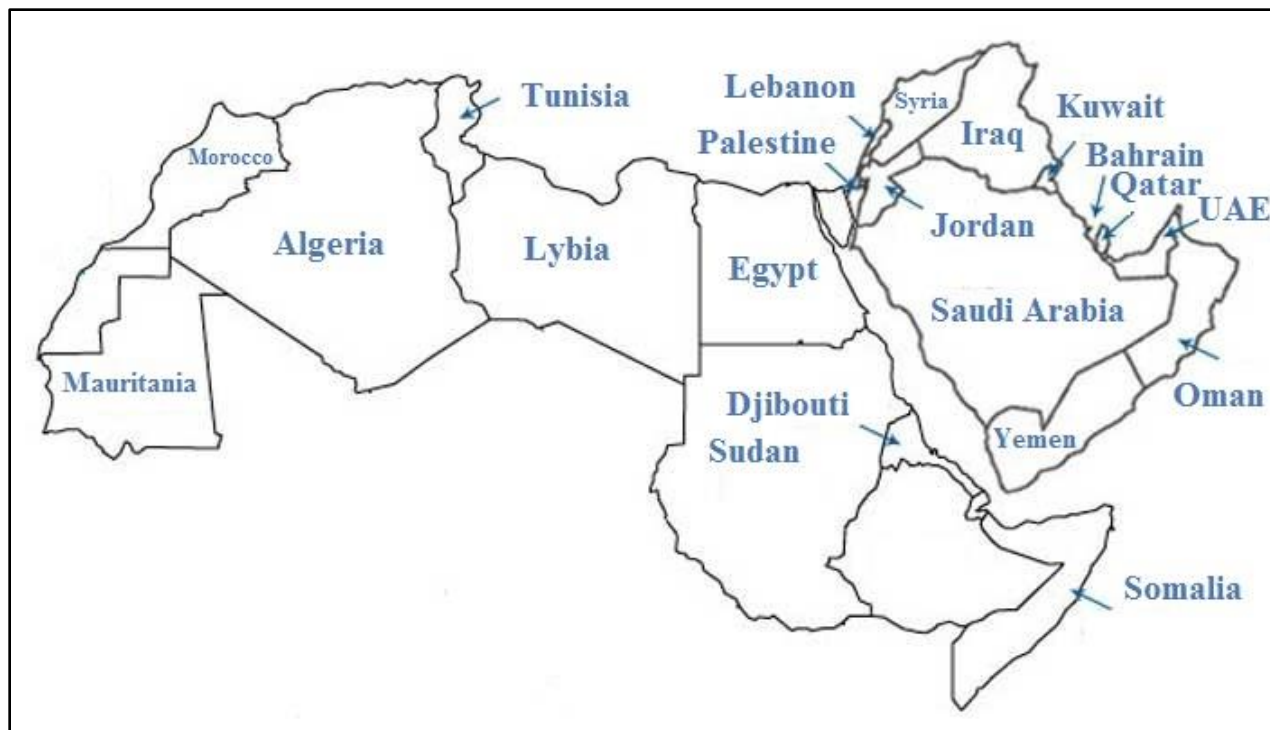 Tunisia
Lebanon
Syria
Kuwait
Iraq
Morocco
Palestine
Bahrain
Qatar
UAE
Jordan
Algeria
Lybia
Egypt
Saudi Arabia
Mauritania
Djibouti
Oman
Sudan
Yemen
Somalia